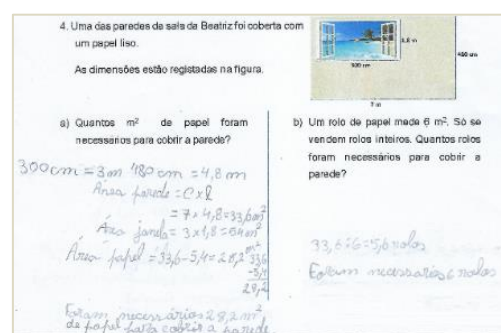 4. Uma das paredes da sala da Beatriz foi coberta com
um papel liso.
As dimensões estão registadas na figura.
1,8 m
300 cm
480 cm
7 m
a) Quantos m² de papel foram
necessários para cobrir a parede?
300cm = 3m 480cm = 4,8 m
Área parede = C x l
= 7 x 4,8 = 33,6 m²
Área janela = 3 x 1,8 = 5,4 m²
Área papel = 33,6 - 5,4 = 28,2 m²
33,6
- 5,4
28,2
Foram necessários 28,2 m²
de papel para cobrir a parede
b) Um rolo de papel mede 6 m². Só se
vendem rolos inteiros. Quantos rolos
foram necessários para cobrir a
parede?
33,6 : 6 = 5,6 rolos
Foram necessários 6 rolos